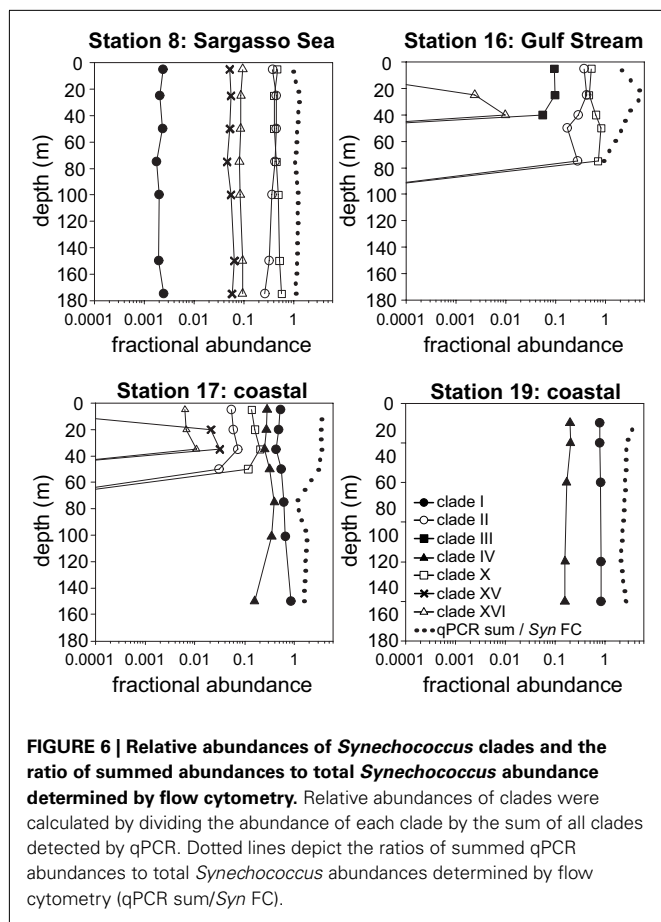 Station 8: Sargasso Sea
0
20
40
60
80
100
120
140
160
180
depth (m)
0.0001
0.001
0.01
0.1
1
fractional abundance
Station 16: Gulf Stream
0
20
40
60
80
100
120
140
160
180
depth (m)
0.0001
0.001
0.01
0.1
1
fractional abundance
Station 17: coastal
0
20
40
60
80
100
120
140
160
180
depth (m)
0.0001
0.001
0.01
0.1
1
fractional abundance
Station 19: coastal
0
20
40
60
80
100
120
140
160
180
depth (m)
clade I
clade II
clade III
clade IV
clade X
clade XV
clade XVI
qPCR sum / Syn FC
0.0001
0.001
0.01
0.1
1
fractional abundance
FIGURE 6 | Relative abundances of Synechococcus clades and the
ratio of summed abundances to total Synechococcus abundance
determined by flow cytometry. Relative abundances of clades were
calculated by dividing the abundance of each clade by the sum of all clades
detected by qPCR. Dotted lines depict the ratios of summed qPCR
abundances to total Synechococcus abundances determined by flow
cytometry (qPCR sum/Syn FC).